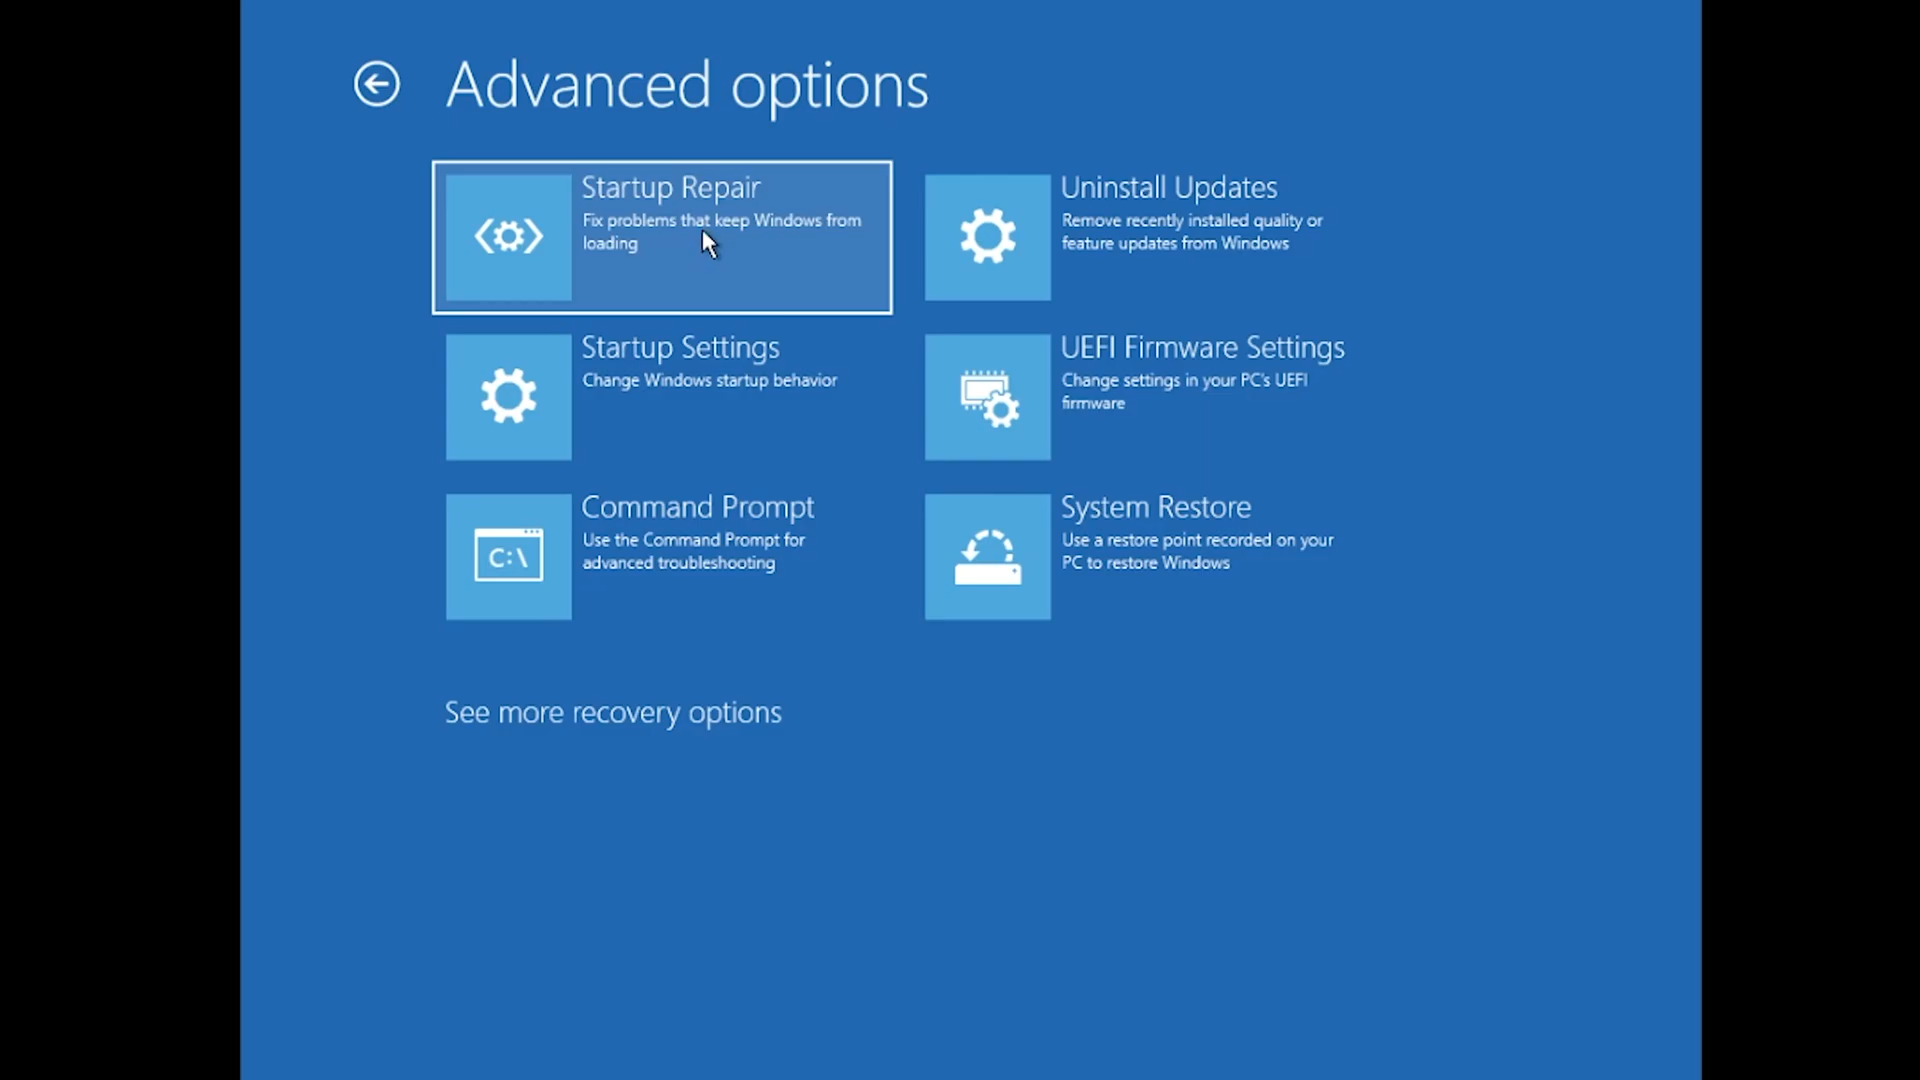 Advanced options
Startup Repair
Fix problems that keep Windows from
loading
Uninstall Updates
Remove recently installed quality or
feature updates from Windows
Startup Settings
Change Windows startup behavior
UEFI Firmware Settings
Change settings in your PC's UEFI
firmware
Command Prompt
Use the Command Prompt for
advanced troubleshooting
C:\
System Restore
Use a restore point recorded on your
PC to restore Windows
See more recovery options